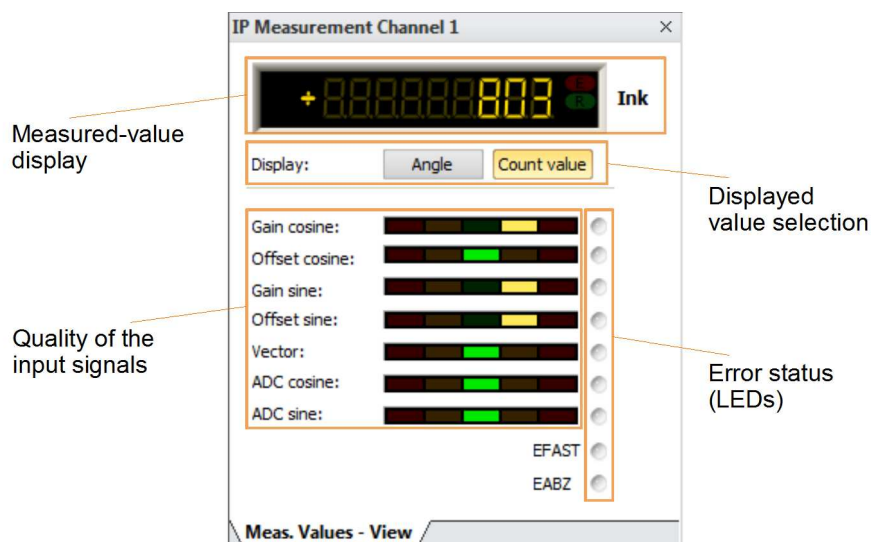 IP Measurement Channel 1
+ 803
E
R
Ink
Measured-value
display
Display:
Angle
Count value
Displayed
value selection
Gain cosine:
Offset cosine:
Gain sine:
Offset sine:
Vector:
ADC cosine:
ADC sine:
Quality of the
input signals
Error status
(LEDs)
EFAST
EABZ
Meas. Values - View